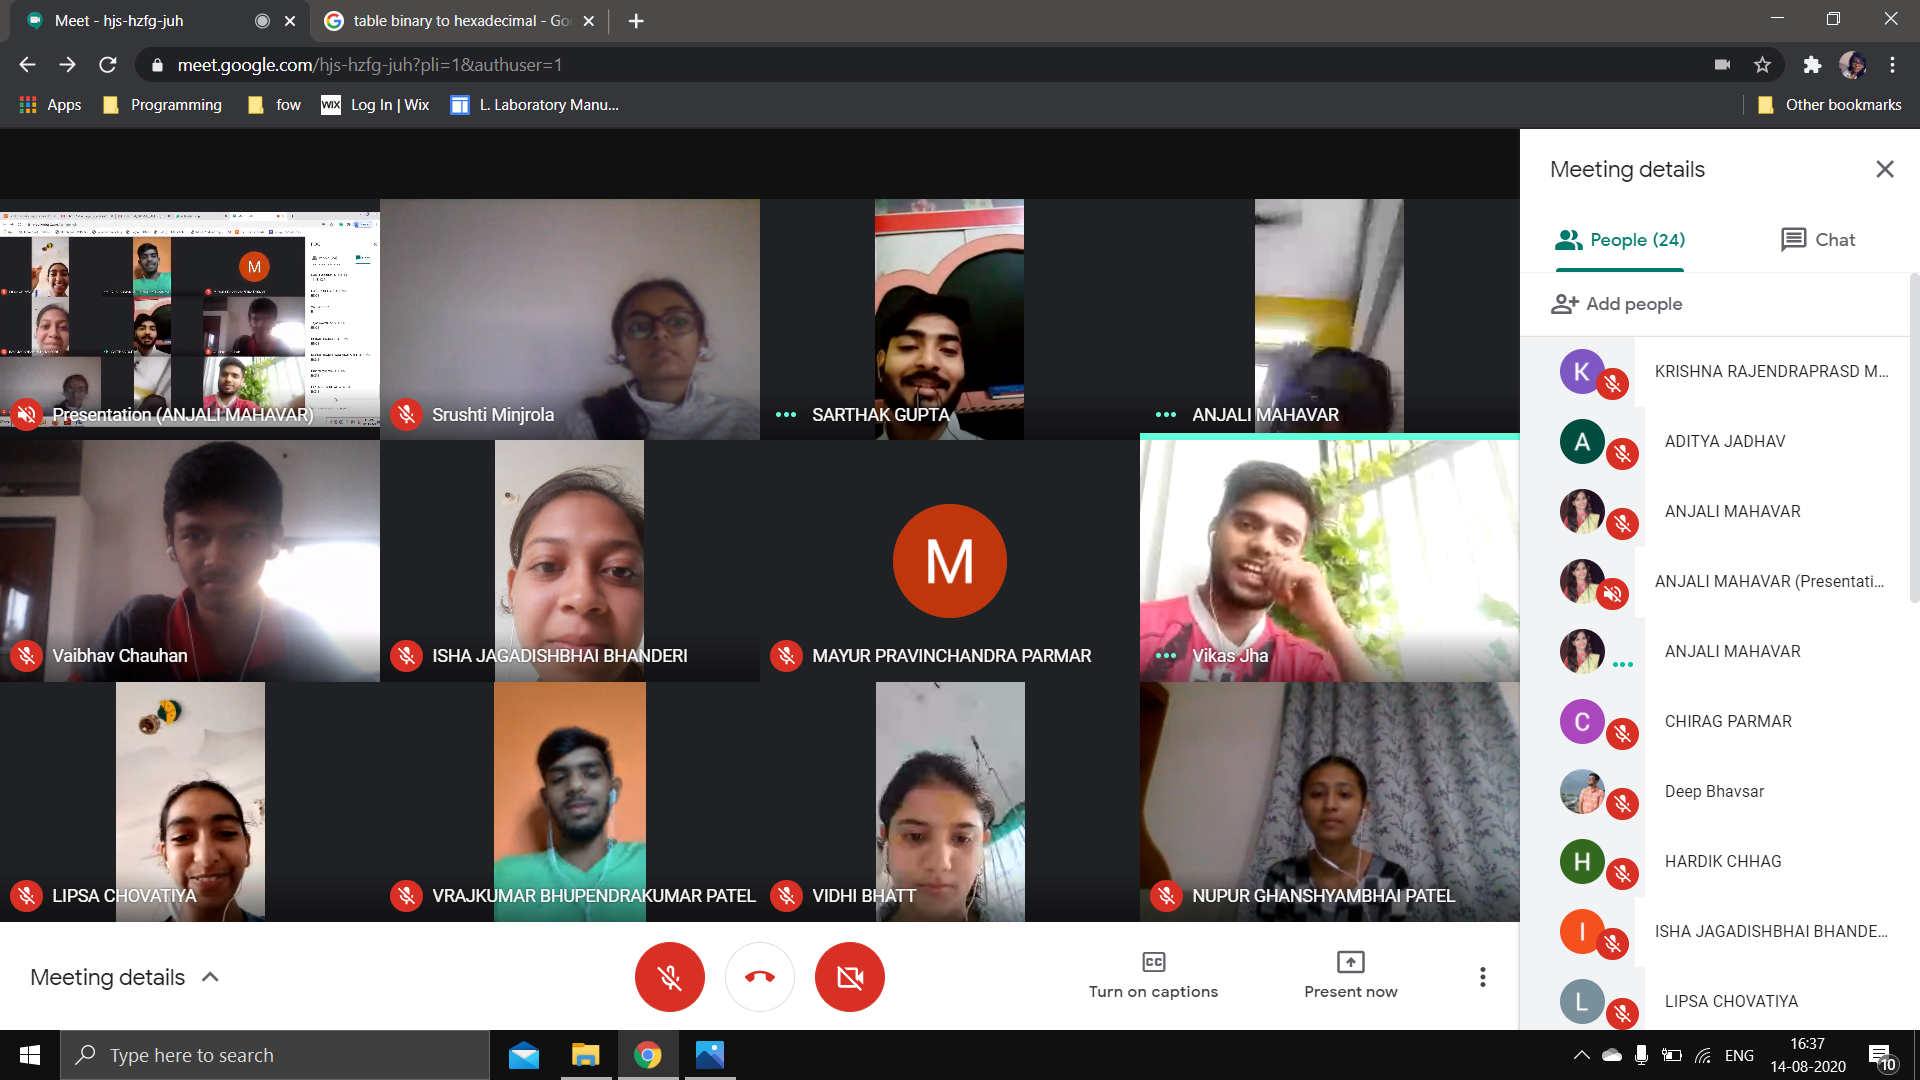 Meet - hjs-hzfg-juh
table binary to hexadecimal - Go
meet.google.com/hjs-hzfg-juh?pli=1&authuser=1
Apps
Programming
fow
WIX
Log In | Wix
L. Laboratory Manu...
Other bookmarks
M
Presentation (ANJALI MAHAVAR)
Srushti Minjrola
SARTHAK GUPTA
ANJALI MAHAVAR
Vaibhav Chauhan
ISHA JAGADISHBHAI BHANDERI
M
MAYUR PRAVINCHANDRA PARMAR
Vikas Jha
LIPSA CHOVATIYA
VRAJKUMAR BHUPENDRAKUMAR PATEL
VIDHI BHATT
NUPUR GHANSHYAMBHAI PATEL
Meeting details
CC
Turn on captions
Present now
Meeting details
People (24)
Chat
Add people
K
KRISHNA RAJENDRAPRASD M...
A
ADITYA JADHAV
ANJALI MAHAVAR
ANJALI MAHAVAR (Presentati...
ANJALI MAHAVAR
C
CHIRAG PARMAR
Deep Bhavsar
H
HARDIK CHHAG
I
ISHA JAGADISHBHAI BHANDE...
L
LIPSA CHOVATIYA
Type here to search
ENG
16:37
14-08-2020
10